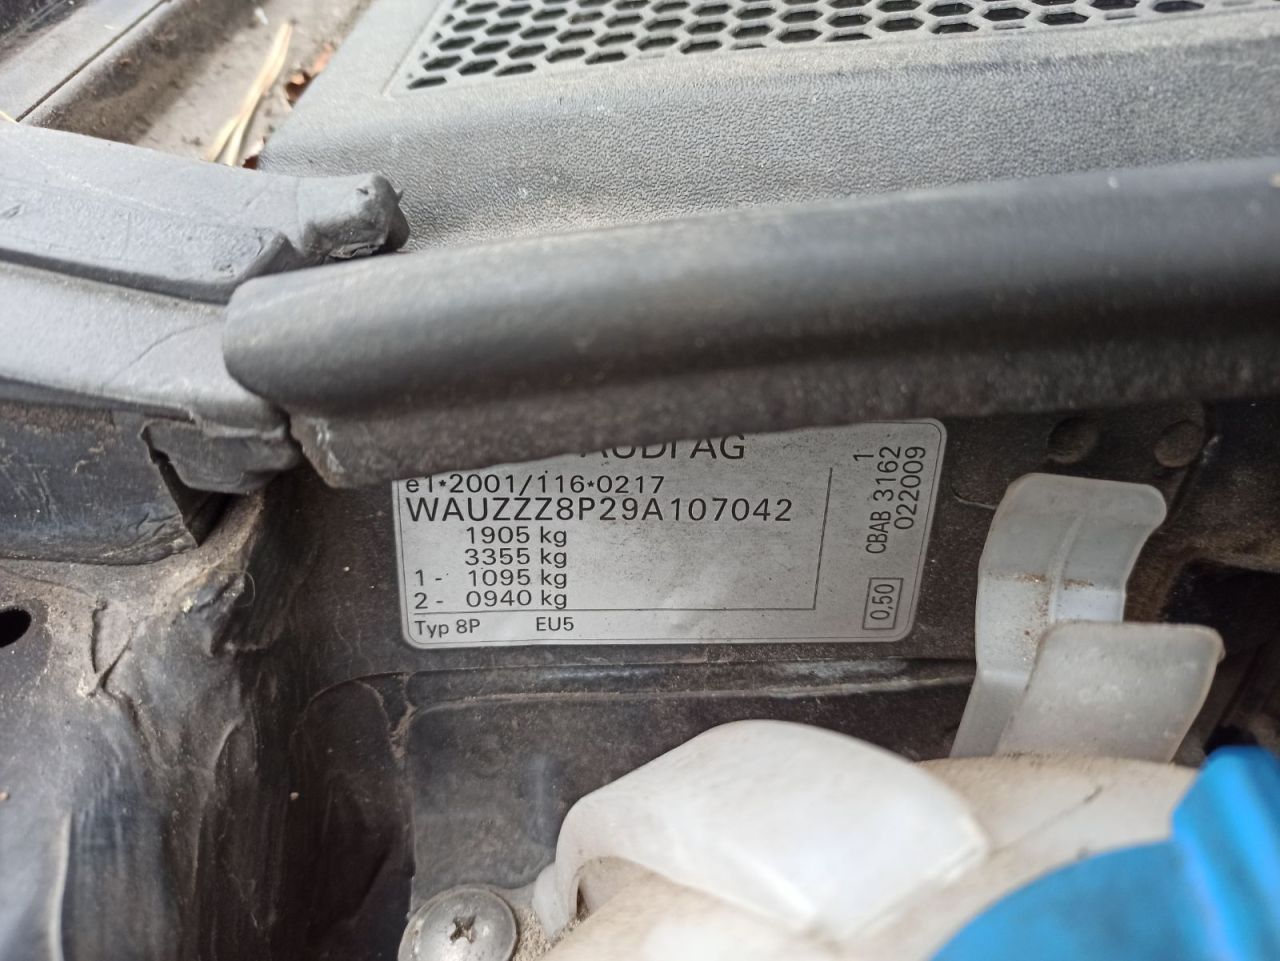 AUDI AG
e1*2001/116*0217
WAUZZZ8P29A107042
1905 kg
3355 kg
1 - 1095 kg
2 - 0940 kg
Typ 8P EU5
1
CBAB 3162
022009
0,50